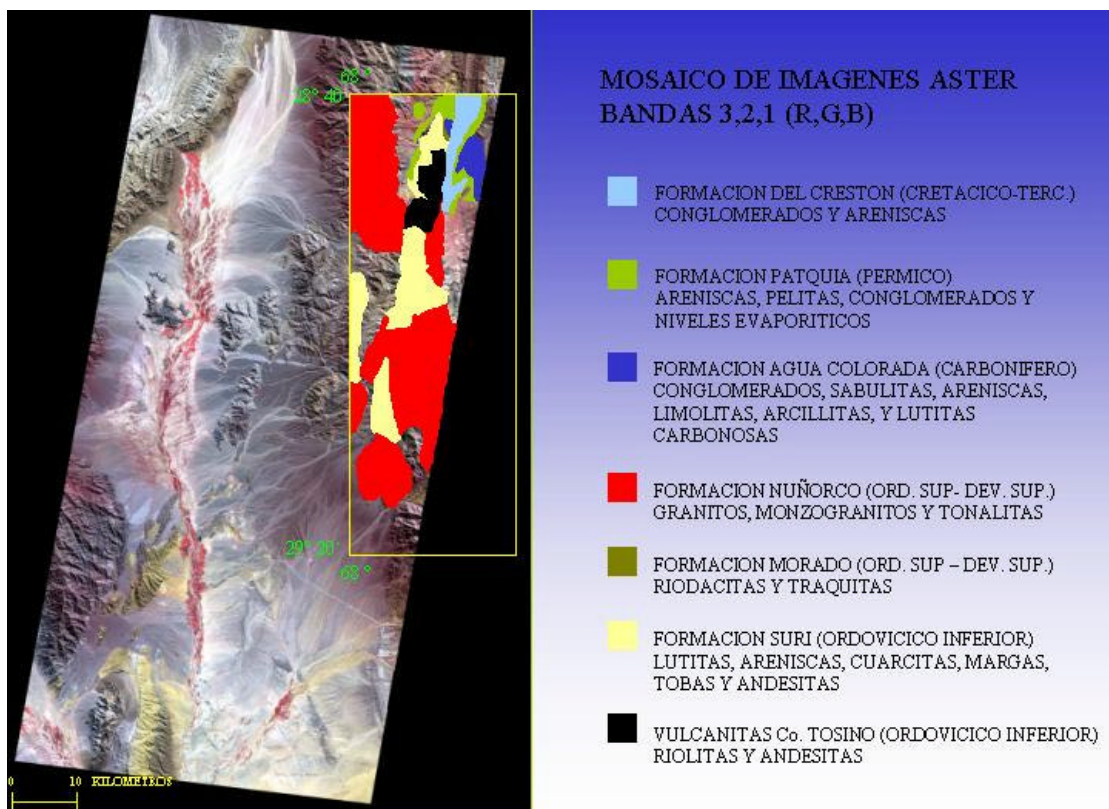 68 °
28° 40'
29° 20'
68 °
0 10 KILOMETROS
MOSAICO DE IMAGENES ASTER
BANDAS 3,2,1 (R,G,B)
FORMACION DEL CRESTON (CRETACICO-TERC.)
CONGLOMERADOS Y ARENISCAS
FORMACION PATQUIA (PERMICO)
ARENISCAS, PELITAS, CONGLOMERADOS Y
NIVELES EVAPORITICOS
FORMACION AGUA COLORADA (CARBONIFERO)
CONGLOMERADOS, SABULITAS, ARENISCAS,
LIMOLITAS, ARCILLITAS, Y LUTITAS
CARBONOSAS
FORMACION NUÑORCO (ORD. SUP- DEV. SUP.)
GRANITOS, MONZOGRANITOS Y TONALITAS
FORMACION MORADO (ORD. SUP – DEV. SUP.)
RIODACITAS Y TRAQUITAS
FORMACION SURI (ORDOVICICO INFERIOR)
LUTITAS, ARENISCAS, CUARCITAS, MARGAS,
TOBAS Y ANDESITAS
VULCANITAS Co. TOSINO (ORDOVICICO INFERIOR)
RIOLITAS Y ANDESITAS